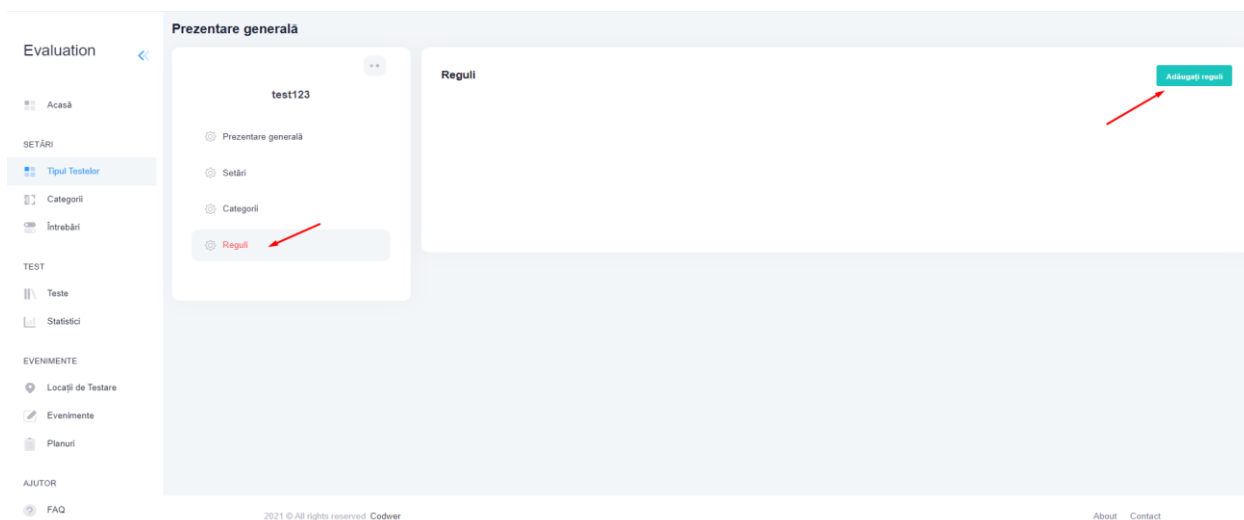 Prezentare generală
Evaluation
Acasă
SETĂRI
Tipul Testelor
Categorii
Întrebări
TEST
Teste
Statistici
EVENIMENTE
Locații de Testare
Evenimente
Planuri
AJUTOR
FAQ
test123
Prezentare generală
Setări
Categorii
Reguli
Reguli
Adăugați reguli
2021 © All rights reserved Codwer
About Contact